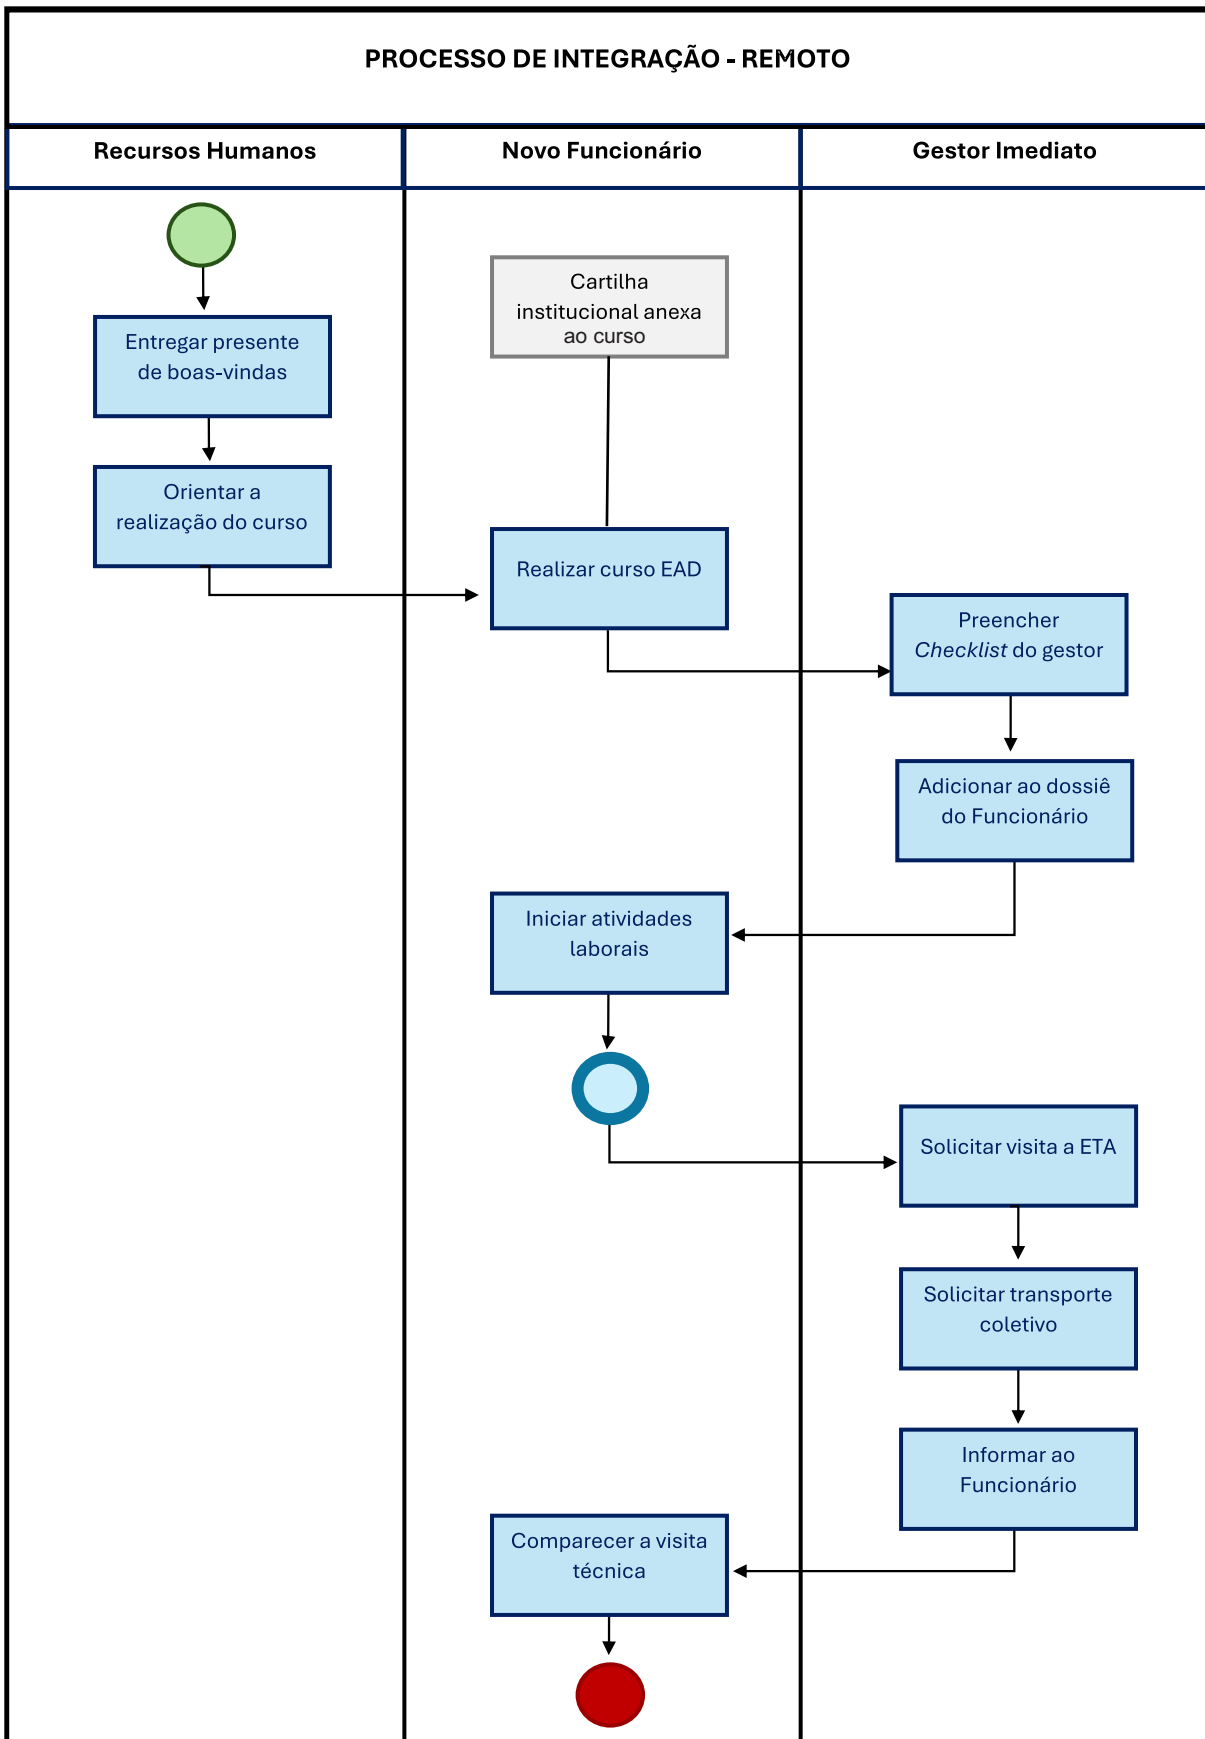 PROCESSO DE INTEGRAÇÃO - REMOTO
Recursos Humanos
Novo Funcionário
Gestor Imediato
Cartilha
institucional anexa
ao curso
Entregar presente
de boas-vindas
Orientar a
realização do curso
Realizar curso EAD
Preencher
Checklist do gestor
Adicionar ao dossiê
do Funcionário
Iniciar atividades
laborais
Solicitar visita a ETA
Solicitar transporte
coletivo
Informar ao
Funcionário
Comparecer a visita
técnica